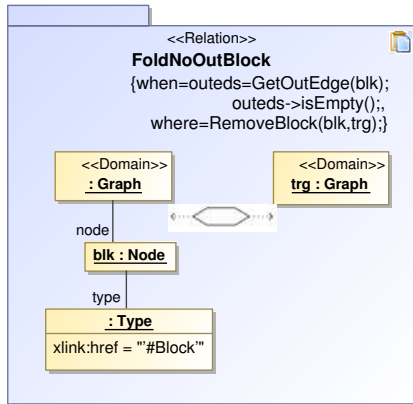 <<Relation>>
FoldNoOutBlock
{when=outeds=GetOutEdge(blk);
outeds->isEmpty();,
where=RemoveBlock(blk,trg);}
<<Domain>>
: Graph
<<Domain>>
trg : Graph
node
blk : Node
type
: Type
xlink:href = "'#Block'"